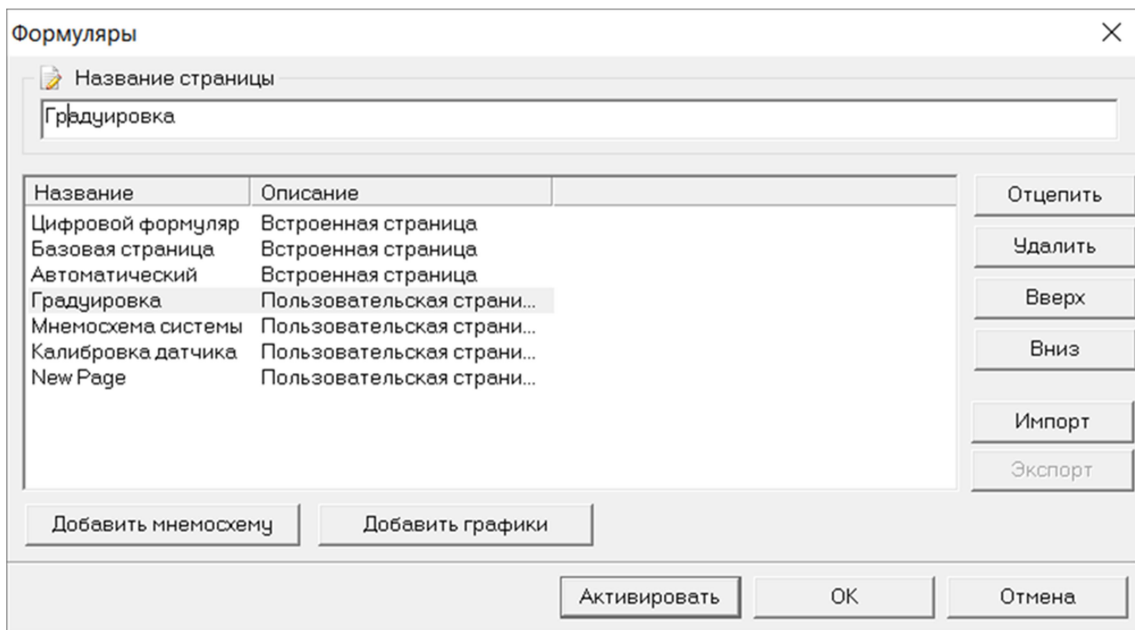 Формуляры
Название страницы
Градуировка
Название Описание
Цифровой формуляр Встроенная страница
Базовая страница Встроенная страница
Автоматический Встроенная страница
Градуировка Пользовательская страни...
Мнемосхема системы Пользовательская страни...
Калибровка датчика Пользовательская страни...
New Page Пользовательская страни...
Отцепить
Удалить
Вверх
Вниз
Импорт
Экспорт
Добавить мнемосхему Добавить графики
Активировать OK Отмена